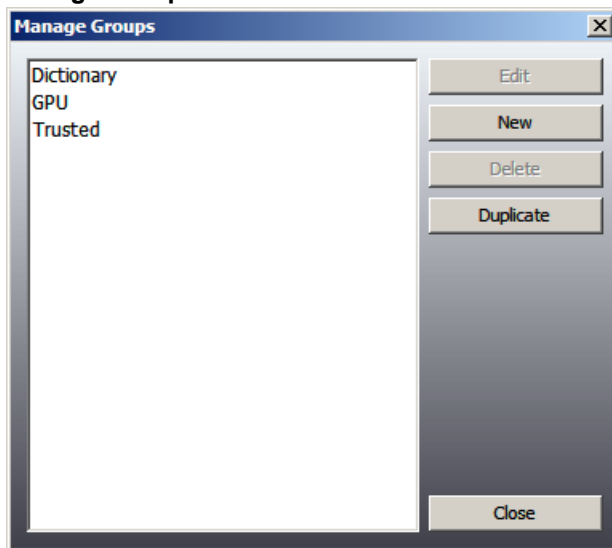 Manage Groups
Dictionary
GPU
Trusted
Edit
New
Delete
Duplicate
Close